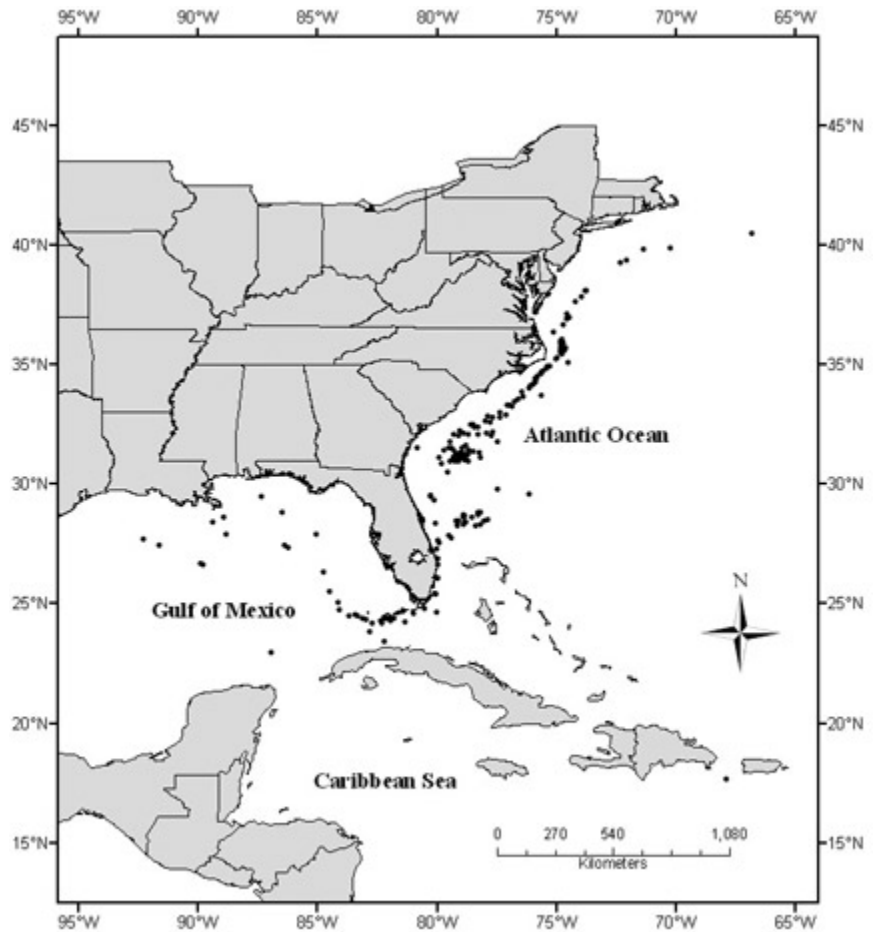 95°W 90°W 85°W 80°W 75°W 70°W 65°W
45°N 45°N
40°N 40°N
35°N 35°N
Atlantic Ocean
30°N 30°N
N
25°N 25°N
Gulf of Mexico
20°N 20°N
Caribbean Sea
0 270 540 1,080
15°N 15°N
Kilometers
95°W 90°W 85°W 80°W 75°W 70°W 65°W